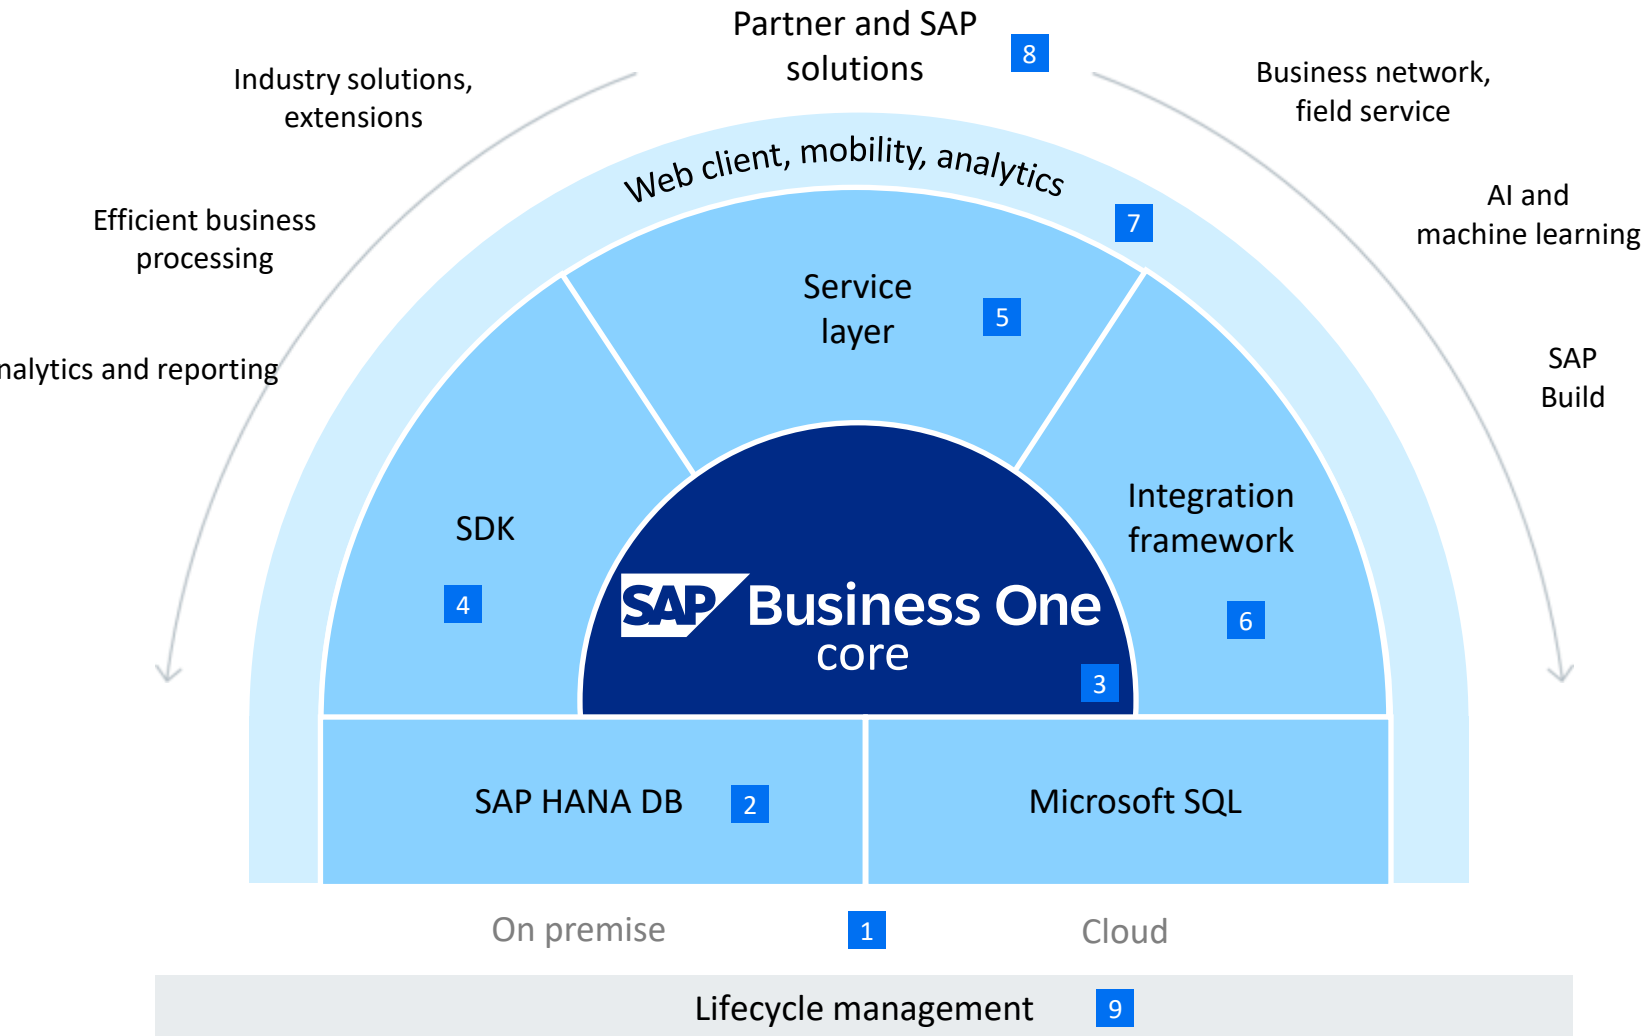 Partner and SAP
solutions
8
Industry solutions,
extensions
Business network,
field service
Web client, mobility, analytics
7
Efficient business
processing
AI and
machine learning
Service
layer
5
and reporting
SAP
Build
SDK
4
Integration
framework
6
SAP Business One
core
3
SAP HANA DB
2
Microsoft SQL
On premise
1
Cloud
Lifecycle management
9